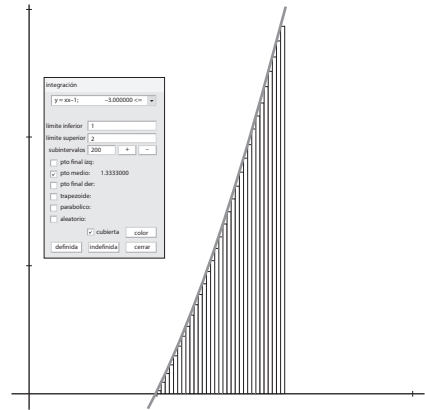 integración
y = xx–1; –3.000000 <=
límite inferior 1
límite superior 2
subintervalos 200 + –
pto final izq:
pto medio: 1.3333000
pto final der:
trapezoide:
parabolico:
aleatorio:
cubierta color
definida indefinida cerrar